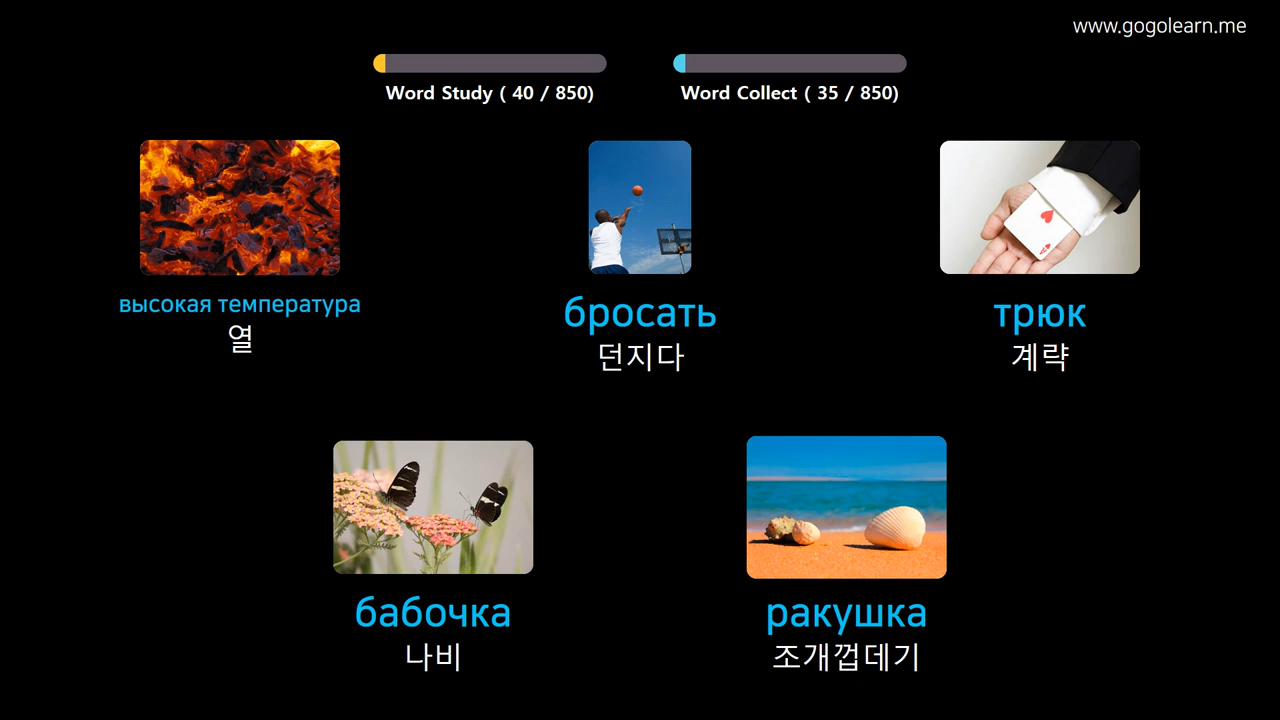 www.gogolearn.me
Word Study ( 40 / 850)
Word Collect ( 35 / 850)
высокая температура
열
бросать
던지다
трюк
계략
бабочка
나비
ракушка
조개껍데기